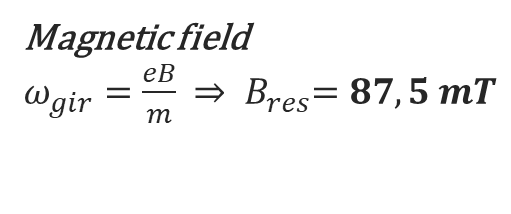 Magnetic field
ω_gir = eB/m ⇒ B_res = 87,5 mT